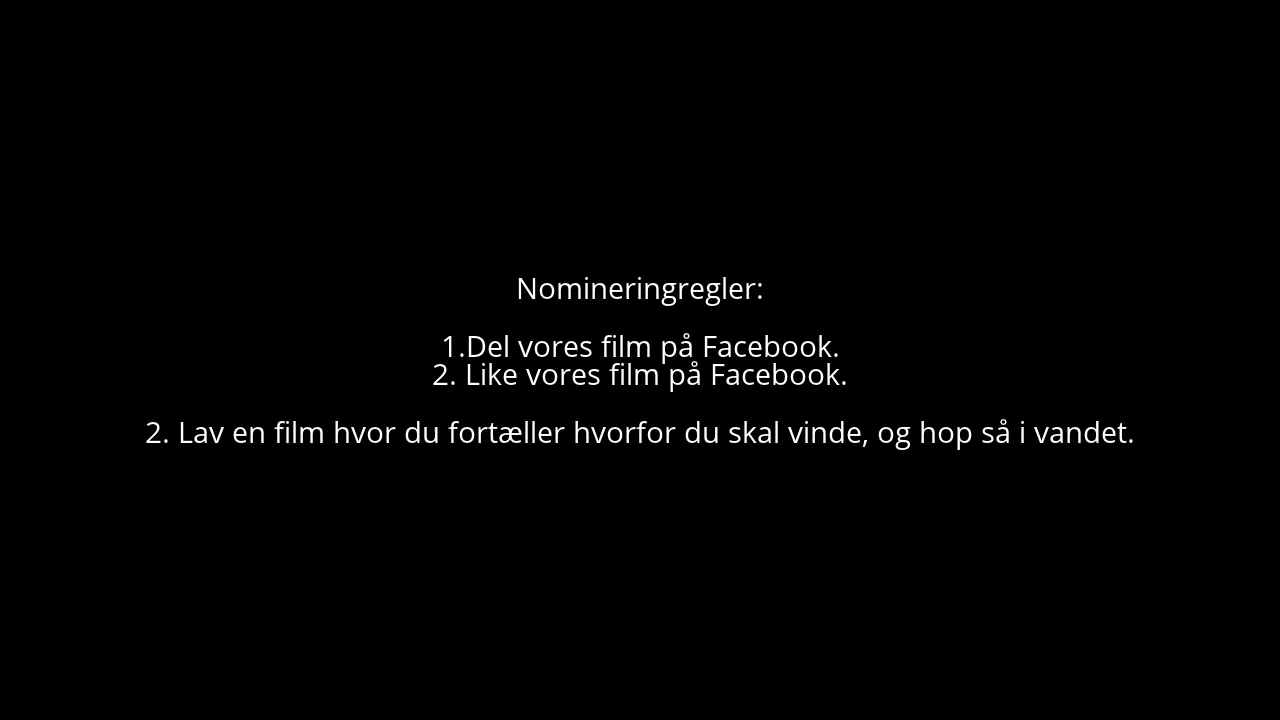 Nomineringregler:
1.Del vores film på Facebook.
2. Like vores film på Facebook.
2. Lav en film hvor du fortæller hvorfor du skal vinde, og hop så i vandet.